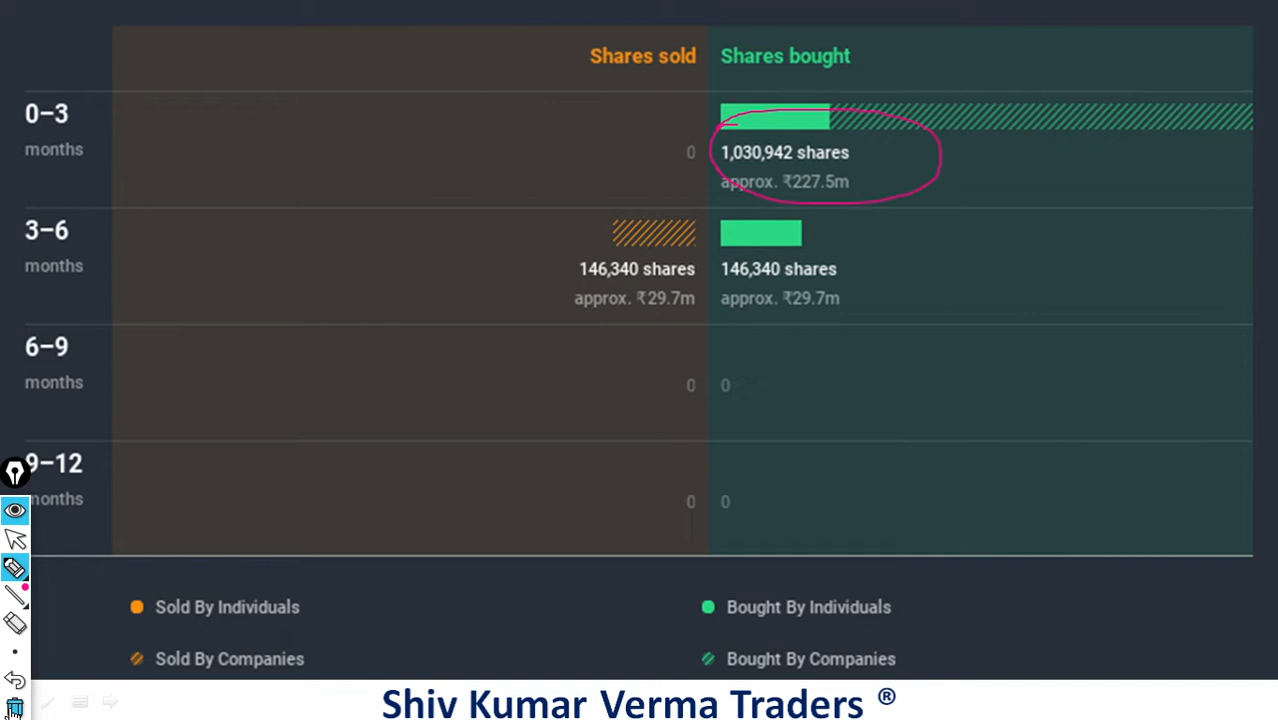 Shares sold
Shares bought
0–3
months
0
1,030,942 shares
approx. ₹227.5m
3–6
months
146,340 shares
approx. ₹29.7m
146,340 shares
approx. ₹29.7m
6–9
months
0
0
9–12
months
0
0
Sold By Individuals
Bought By Individuals
Sold By Companies
Bought By Companies
Shiv Kumar Verma Traders ®